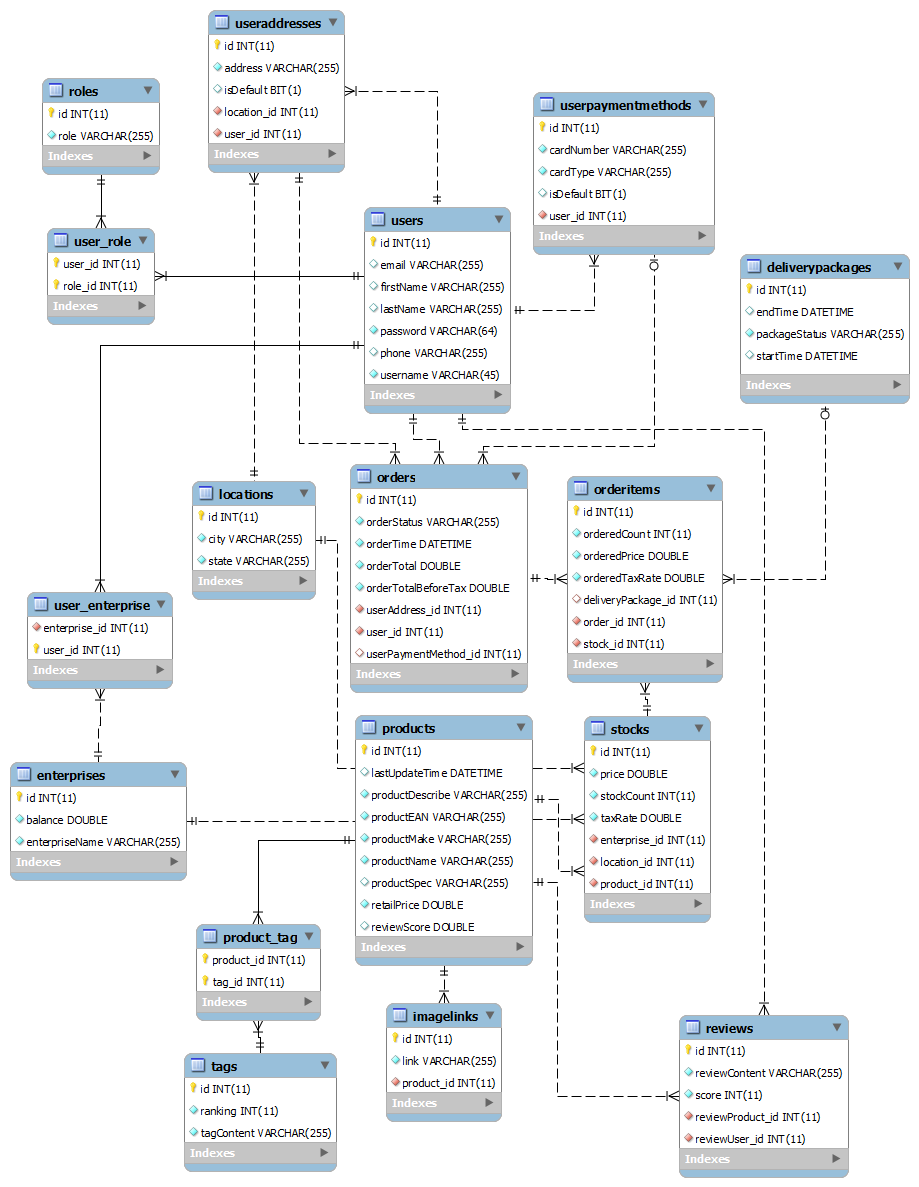 useraddresses
id INT(11)
address VARCHAR(255)
isDefault BIT(1)
location_id INT(11)
user_id INT(11)
Indexes
roles
id INT(11)
role VARCHAR(255)
Indexes
userpaymentmethods
id INT(11)
cardNumber VARCHAR(255)
cardType VARCHAR(255)
isDefault BIT(1)
user_id INT(11)
Indexes
users
id INT(11)
email VARCHAR(255)
firstName VARCHAR(255)
lastName VARCHAR(255)
password VARCHAR(64)
phone VARCHAR(255)
username VARCHAR(45)
Indexes
user_role
user_id INT(11)
role_id INT(11)
Indexes
deliverypackages
id INT(11)
endTime DATETIME
packageStatus VARCHAR(255)
startTime DATETIME
Indexes
locations
id INT(11)
city VARCHAR(255)
state VARCHAR(255)
Indexes
orders
id INT(11)
orderStatus VARCHAR(255)
orderTime DATETIME
orderTotal DOUBLE
orderTotalBeforeTax DOUBLE
userAddress_id INT(11)
user_id INT(11)
userPaymentMethod_id INT(11)
Indexes
orderitems
id INT(11)
orderedCount INT(11)
orderedPrice DOUBLE
orderedTaxRate DOUBLE
deliveryPackage_id INT(11)
order_id INT(11)
stock_id INT(11)
Indexes
user_enterprise
enterprise_id INT(11)
user_id INT(11)
Indexes
enterprises
id INT(11)
balance DOUBLE
enterpriseName VARCHAR(255)
Indexes
products
id INT(11)
lastUpdateTime DATETIME
productDescribe VARCHAR(255)
productEAN VARCHAR(255)
productMake VARCHAR(255)
productName VARCHAR(255)
productSpec VARCHAR(255)
retailPrice DOUBLE
reviewScore DOUBLE
Indexes
stocks
id INT(11)
price DOUBLE
stockCount INT(11)
taxRate DOUBLE
enterprise_id INT(11)
location_id INT(11)
product_id INT(11)
Indexes
product_tag
product_id INT(11)
tag_id INT(11)
Indexes
imagelinks
id INT(11)
link VARCHAR(255)
product_id INT(11)
Indexes
reviews
id INT(11)
reviewContent VARCHAR(255)
score INT(11)
reviewProduct_id INT(11)
reviewUser_id INT(11)
Indexes
tags
id INT(11)
ranking INT(11)
tagContent VARCHAR(255)
Indexes